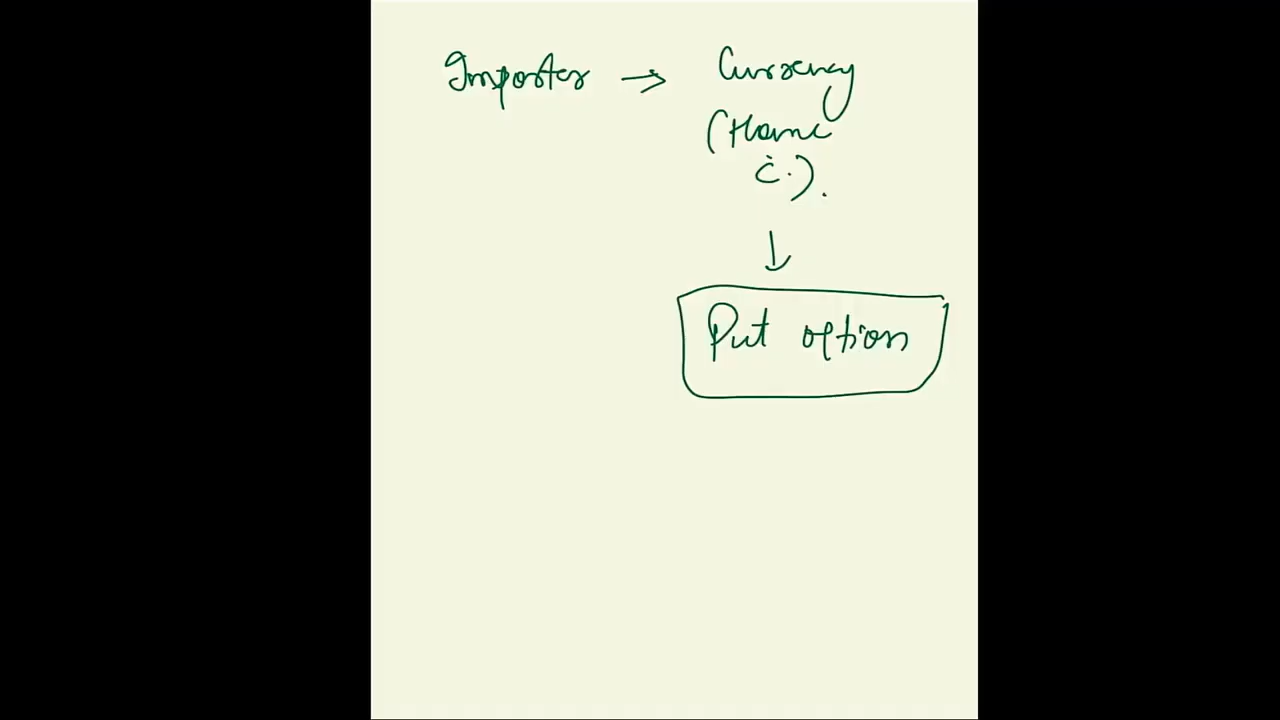 Importer → Currency
(Home
C.).
↓
Put option